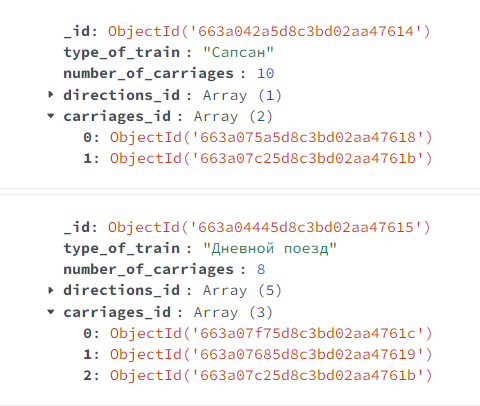 _id: ObjectId('663a042a5d8c3bd02aa47614')
type_of_train : "Сапсан"
number_of_carriages : 10
directions_id : Array (1)
carriages_id : Array (2)
0: ObjectId('663a075a5d8c3bd02aa47618')
1: ObjectId('663a07c25d8c3bd02aa4761b')
_id: ObjectId('663a04445d8c3bd02aa47615')
type_of_train : "Дневной поезд"
number_of_carriages : 8
directions_id : Array (5)
carriages_id : Array (3)
0: ObjectId('663a07f75d8c3bd02aa4761c')
1: ObjectId('663a07685d8c3bd02aa47619')
2: ObjectId('663a07c25d8c3bd02aa4761b')